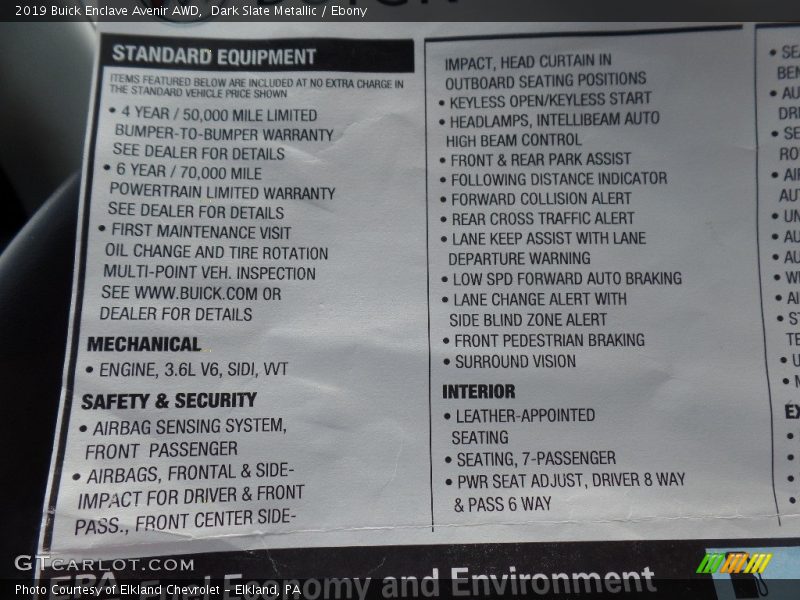 2019 Buick Enclave Avenir AWD, Dark Slate Metallic / Ebony
STANDARD EQUIPMENT
ITEMS FEATURED BELOW ARE INCLUDED AT NO EXTRA CHARGE IN
THE STANDARD VEHICLE PRICE SHOWN
• 4 YEAR / 50,000 MILE LIMITED
BUMPER-TO-BUMPER WARRANTY
SEE DEALER FOR DETAILS
• 6 YEAR / 70,000 MILE
POWERTRAIN LIMITED WARRANTY
SEE DEALER FOR DETAILS
• FIRST MAINTENANCE VISIT
OIL CHANGE AND TIRE ROTATION
MULTI-POINT VEH. INSPECTION
SEE WWW.BUICK.COM OR
DEALER FOR DETAILS
MECHANICAL
• ENGINE, 3.6L V6, SIDI, VVT
SAFETY & SECURITY
• AIRBAG SENSING SYSTEM,
FRONT PASSENGER
• AIRBAGS, FRONTAL & SIDE-
IMPACT FOR DRIVER & FRONT
PASS., FRONT CENTER SIDE-
IMPACT, HEAD CURTAIN IN
OUTBOARD SEATING POSITIONS
• KEYLESS OPEN/KEYLESS START
• HEADLAMPS, INTELLIBEAM AUTO
HIGH BEAM CONTROL
• FRONT & REAR PARK ASSIST
• FOLLOWING DISTANCE INDICATOR
• FORWARD COLLISION ALERT
• REAR CROSS TRAFFIC ALERT
• LANE KEEP ASSIST WITH LANE
DEPARTURE WARNING
• LOW SPD FORWARD AUTO BRAKING
• LANE CHANGE ALERT WITH
SIDE BLIND ZONE ALERT
• FRONT PEDESTRIAN BRAKING
• SURROUND VISION
INTERIOR
• LEATHER-APPOINTED
SEATING
• SEATING, 7-PASSENGER
• PWR SEAT ADJUST, DRIVER 8 WAY
& PASS 6 WAY
EPA Fuel Economy and Environment
GTCARLOT.COM
Photo Courtesy of Elkland Chevrolet – Elkland, PA